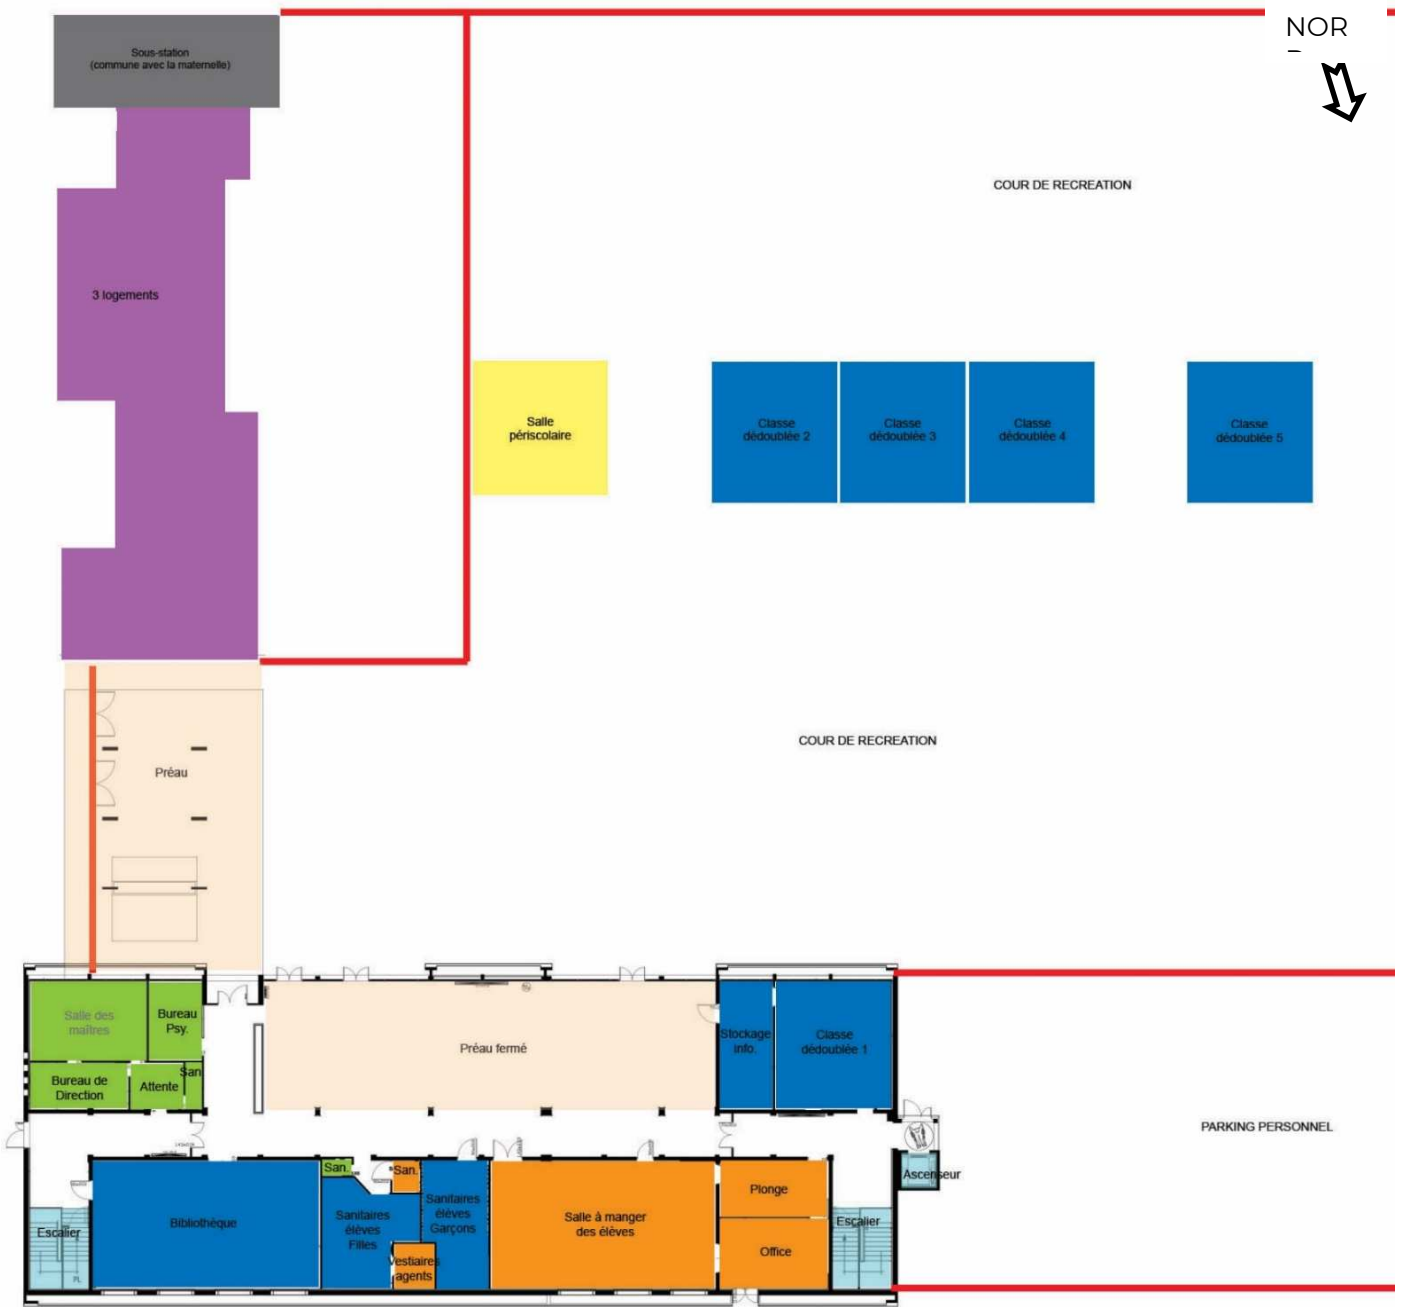 Sous-station
(commune avec la maternelle)
NOR
COUR DE RECREATION
3 logements
Salle
périscolaire
Classe
dédoublée 2
Classe
dédoublée 3
Classe
dédoublée 4
Classe
dédoublée 5
COUR DE RECREATION
Préau
Salle des
maîtres
Bureau
Psy.
Bureau de
Direction
Attente
San
Préau fermé
Stockage
info.
Classe
dédoublée 1
PARKING PERSONNEL
Ascenseur
Escalier
Bibliothèque
San.
San.
Sanitaires
élèves
Filles
Sanitaires
élèves
Garçons
Vestiaires
agents
Salle à manger
des élèves
Plonge
Office
Escalier